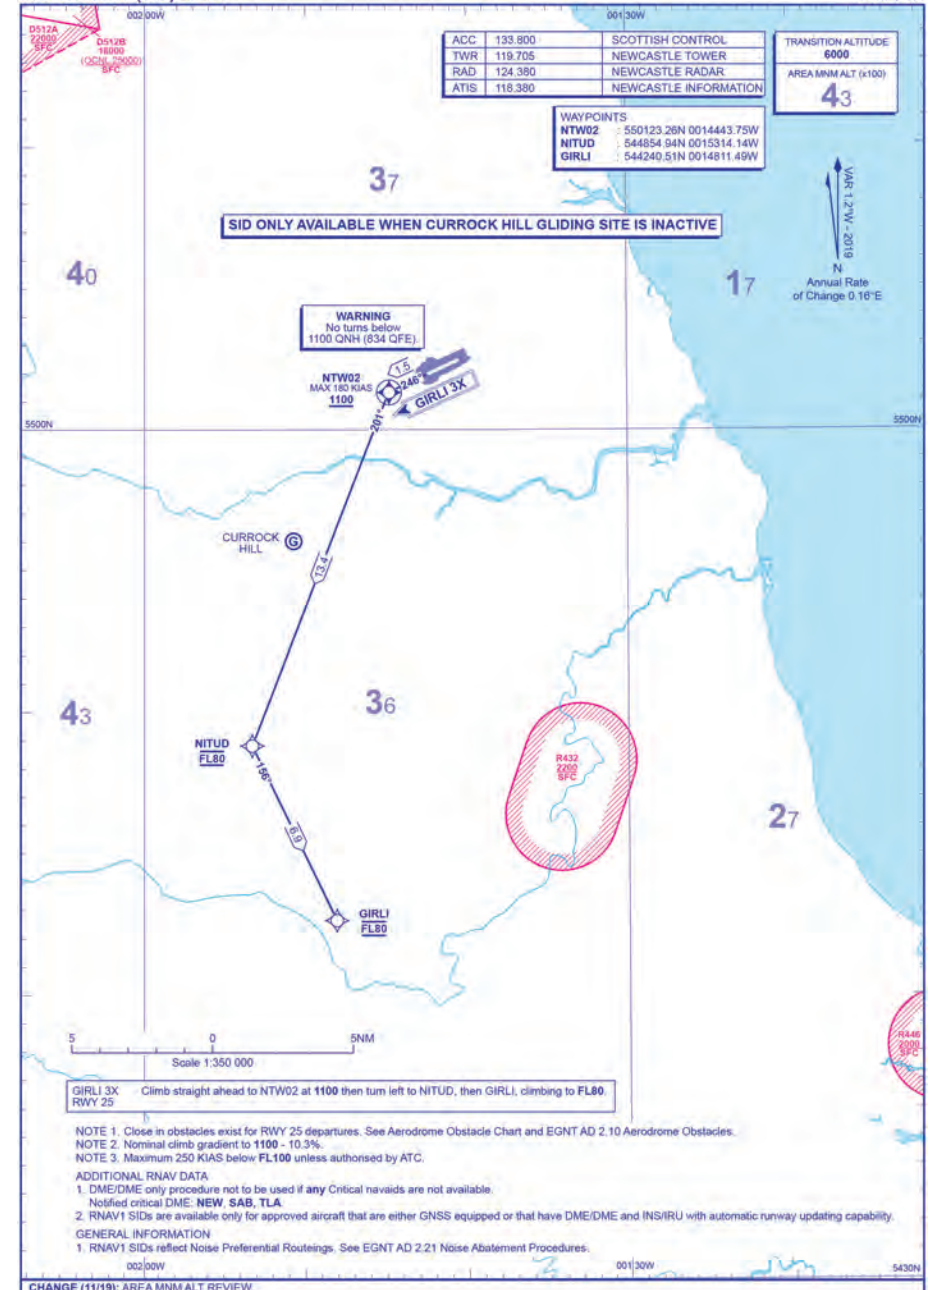 002 00W
001 30W
D512A
22000
SFC
D512B
18000
(OCNL 25000)
SFC
ACC 133.800 SCOTTISH CONTROL
TWR 119.705 NEWCASTLE TOWER
RAD 124.380 NEWCASTLE RADAR
ATIS 118.380 NEWCASTLE INFORMATION
TRANSITION ALTITUDE
6000
AREA MNM ALT (x100)
43
WAYPOINTS
NTW02 : 550123.26N 0014443.75W
NITUD : 544854.94N 0015314.14W
GIRLI : 544240.51N 0014811.49W
37
VAR 1.2°W - 2019
N
Annual Rate
of Change 0.16°E
SID ONLY AVAILABLE WHEN CURROCK HILL GLIDING SITE IS INACTIVE
40
17
WARNING
No turns below
1100 QNH (834 QFE).
NTW02
MAX 180 KIAS
1100
1.5
246°
GIRLI 3X
201°
5500N
5500N
CURROCK
HILL
G
13.4
43
36
NITUD
FL80
156°
R432
2200
SFC
27
6.9
GIRLI
FL80
R446
2000
SFC
5 0 5NM
Scale 1:350 000
GIRLI 3X Climb straight ahead to NTW02 at 1100 then turn left to NITUD, then GIRLI, climbing to FL80.
RWY 25
NOTE 1. Close in obstacles exist for RWY 25 departures. See Aerodrome Obstacle Chart and EGNT AD 2.10 Aerodrome Obstacles.
NOTE 2. Nominal climb gradient to 1100 - 10.3%.
NOTE 3. Maximum 250 KIAS below FL100 unless authorised by ATC.
ADDITIONAL RNAV DATA
1. DME/DME only procedure not to be used if any Critical navaids are not available.
Notified critical DME: NEW, SAB, TLA
2. RNAV1 SIDs are available only for approved aircraft that are either GNSS equipped or that have DME/DME and INS/IRU with automatic runway updating capability.
GENERAL INFORMATION
1. RNAV1 SIDs reflect Noise Preferential Routeings. See EGNT AD 2.21 Noise Abatement Procedures.
002 00W
001 30W
5430N
CHANGE (11/19): AREA MNM ALT REVIEW.